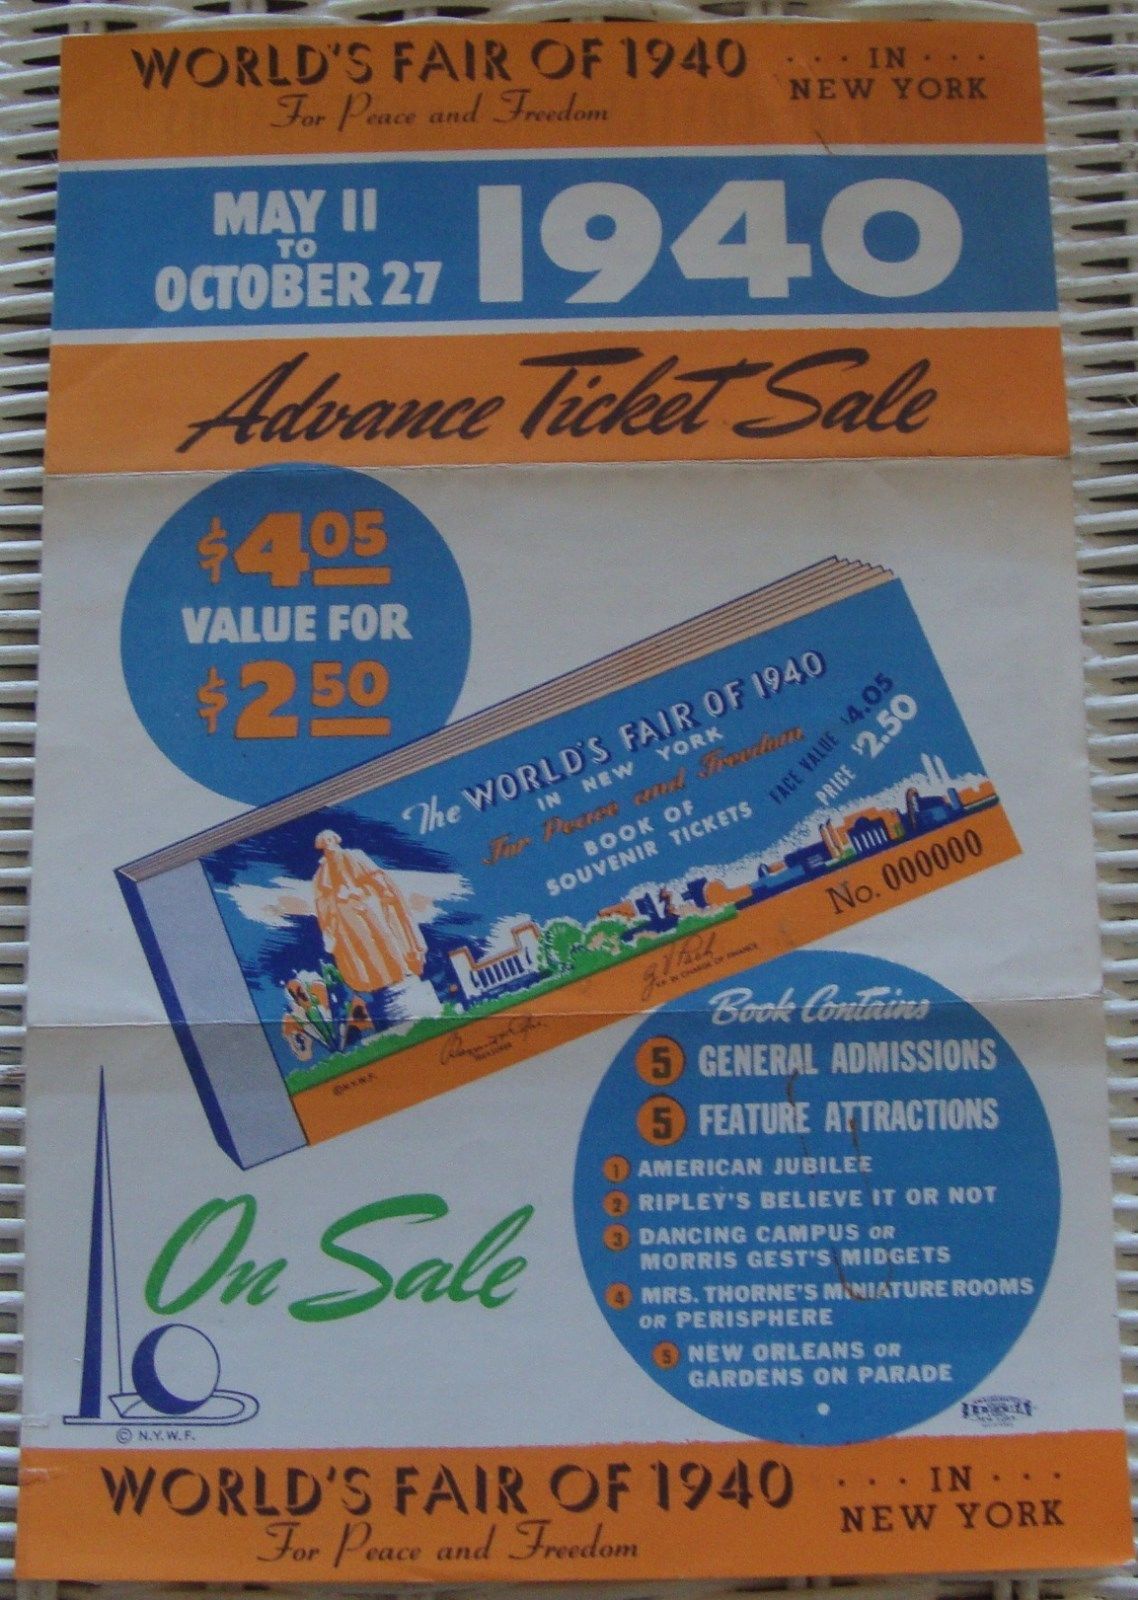 WORLD'S FAIR OF 1940
For Peace and Freedom
... IN ...
NEW YORK
MAY 11
TO
OCTOBER 27
1940
Advance Ticket Sale
$4.05
VALUE FOR
$2.50
The WORLD'S FAIR OF 1940
IN NEW YORK
For Peace and Freedom
BOOK OF
SOUVENIR TICKETS
FACE VALUE $4.05
PRICE $2.50
No. 000000
IN CHARGE OF FINANCE
© N.Y.W.F.
Book Contains
5 GENERAL ADMISSIONS
5 FEATURE ATTRACTIONS
1 AMERICAN JUBILEE
2 RIPLEY'S BELIEVE IT OR NOT
3 DANCING CAMPUS OR
MORRIS GEST'S MIDGETS
4 MRS. THORNE'S MINIATURE ROOMS
OR PERISPHERE
5 NEW ORLEANS OR
GARDENS ON PARADE
On Sale
© N.Y.W.F.
WORLD'S FAIR OF 1940
For Peace and Freedom
... IN ...
NEW YORK